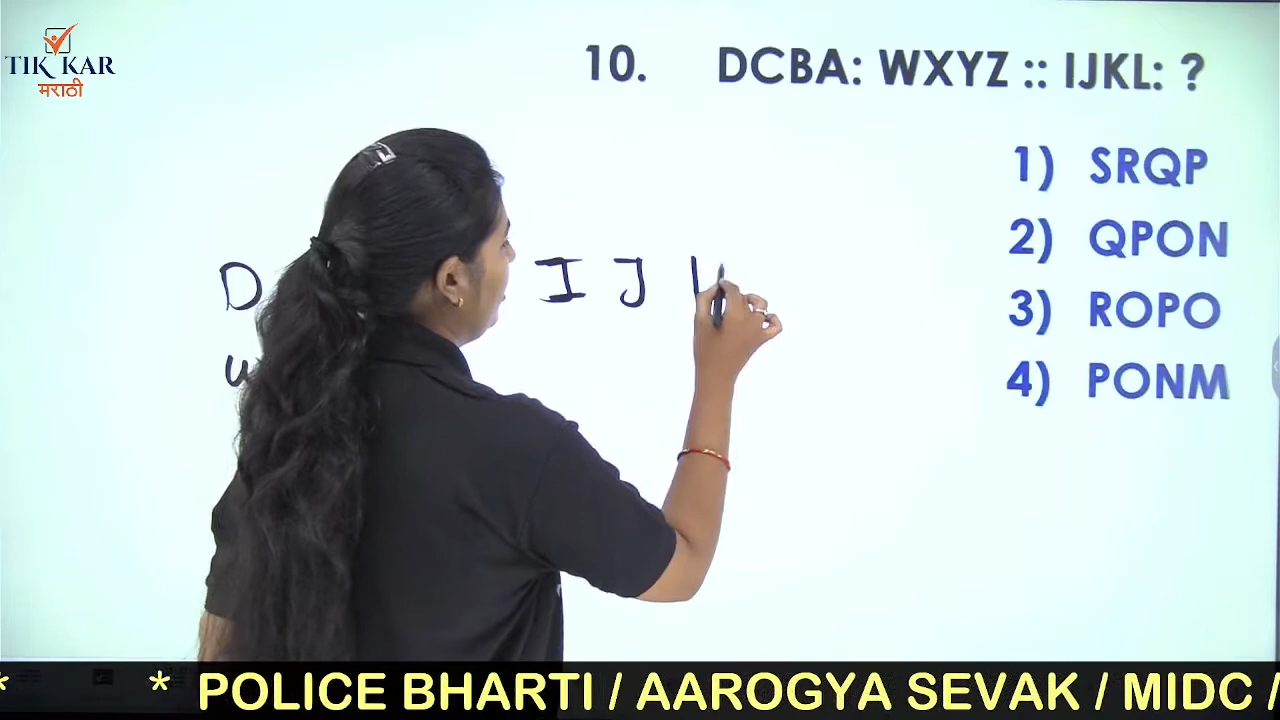 TIK KAR
मराठी
10. DCBA: WXYZ :: IJKL: ?
1) SRQP
2) QPON
3) ROPO
4) PONM
D I J
* * POLICE BHARTI / AAROGYA SEVAK / MIDC /